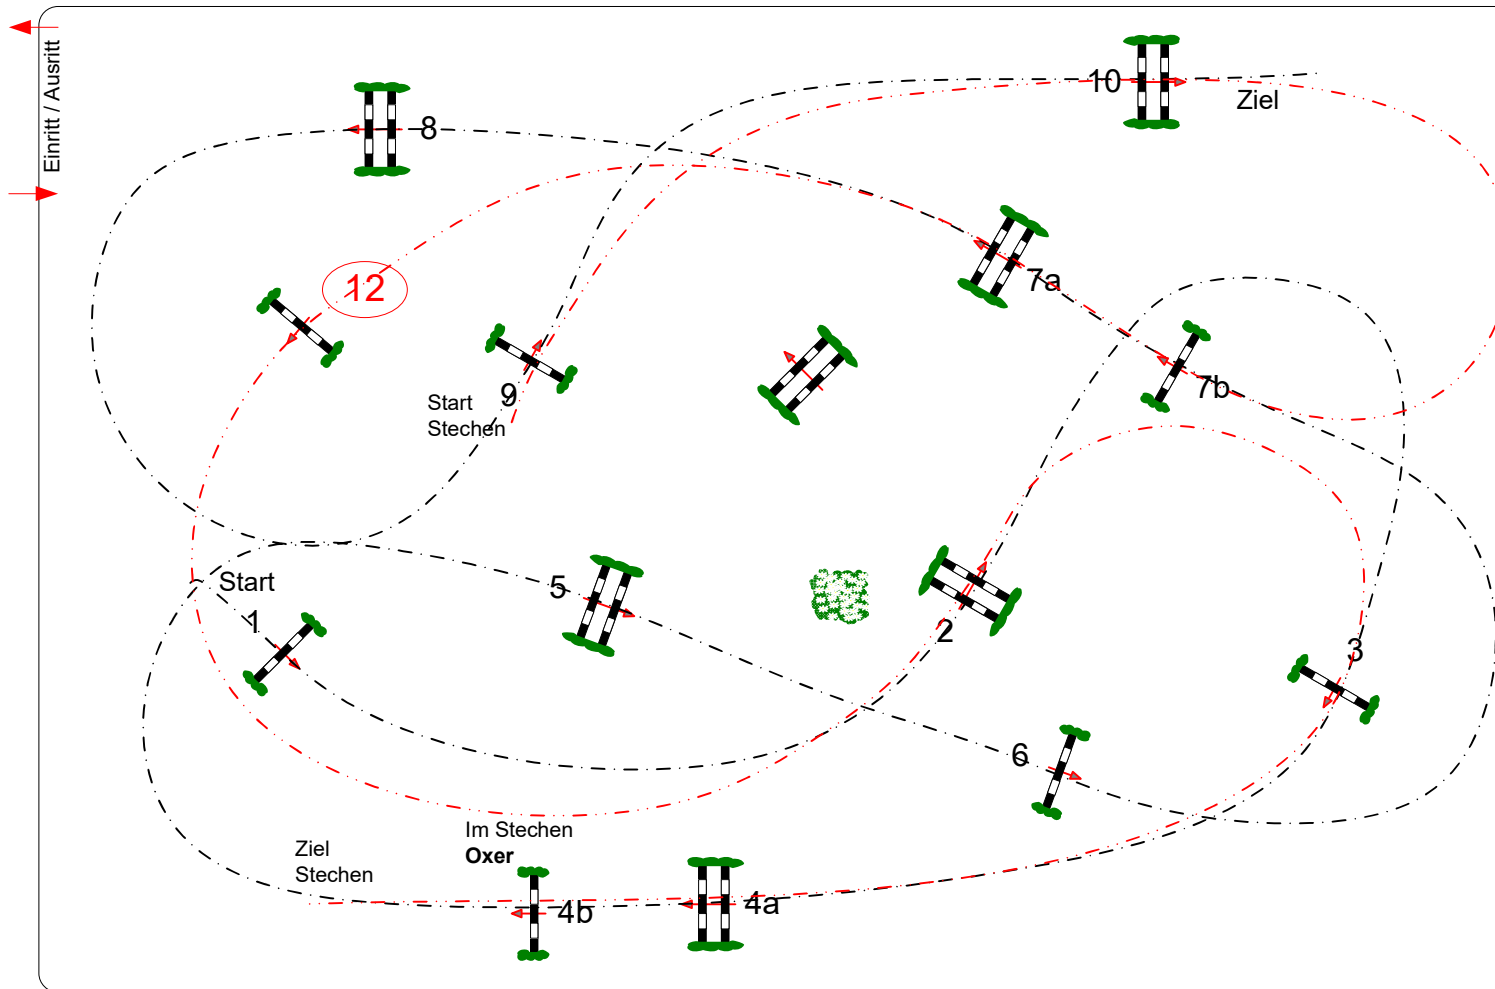 Einritt / Ausritt
10
Ziel
8
7a
12
7b
9
Start
Stechen
5
Start
1
2
3
6
Im Stechen
Oxer
Ziel
Stechen
4b
4a